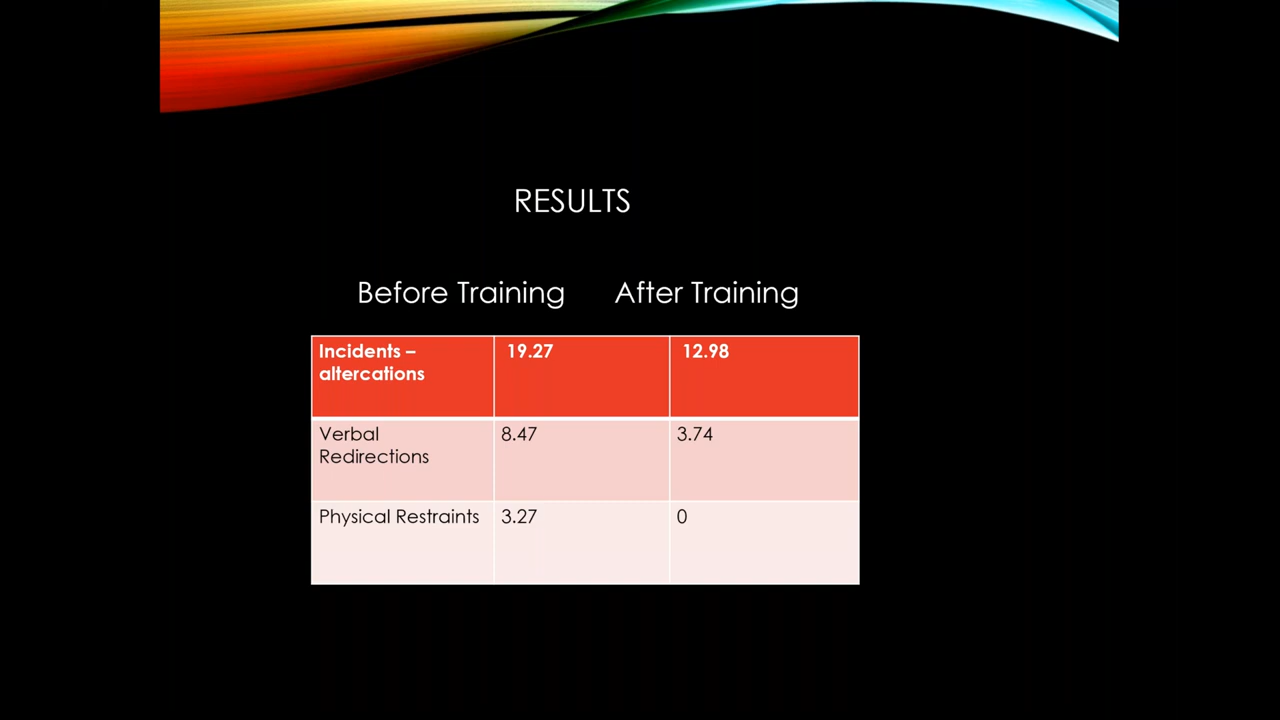 RESULTS
Before Training After Training
Incidents – 19.27 12.98
altercations
Verbal 8.47 3.74
Redirections
Physical Restraints 3.27 0